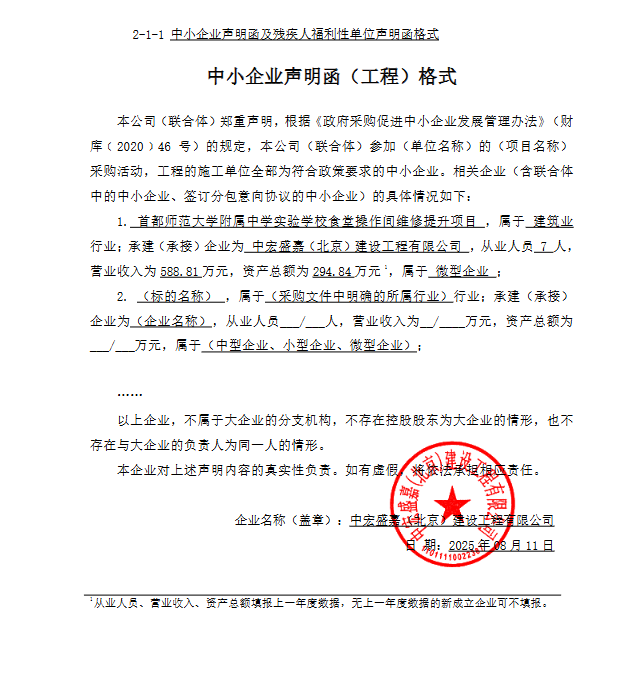 2-1-1 中小企业声明函及残疾人福利性单位声明函格式
中小企业声明函（工程）格式
本公司（联合体）郑重声明，根据《政府采购促进中小企业发展管理办法》（财
库﹝2020﹞46 号）的规定，本公司（联合体）参加（单位名称）的（项目名称）
采购活动，工程的施工单位全部为符合政策要求的中小企业。相关企业（含联合体
中的中小企业、签订分包意向协议的中小企业）的具体情况如下：
1. 首都师范大学附属中学实验学校食堂操作间维修提升项目 ，属于 建筑业
行业；承建（承接）企业为 中宏盛嘉（北京）建设工程有限公司 ，从业人员 7 人，
营业收入为 588.81 万元，资产总额为 294.84 万元¹，属于 微型企业 ；
2. （标的名称） ，属于（采购文件中明确的所属行业）行业；承建（承接）
企业为（企业名称），从业人员___/___人，营业收入为__/____万元，资产总额为
___/___万元，属于（中型企业、小型企业、微型企业）；
……
以上企业，不属于大企业的分支机构，不存在控股股东为大企业的情形，也不
存在与大企业的负责人为同一人的情形。
本企业对上述声明内容的真实性负责。如有虚假，将依法承担相应责任。
企业名称（盖章）：中宏盛嘉（北京）建设工程有限公司
日 期：2025 年 08 月 11 日
中宏盛嘉（北京）建设工程有限公司
¹从业人员、营业收入、资产总额填报上一年度数据，无上一年度数据的新成立企业可不填报。